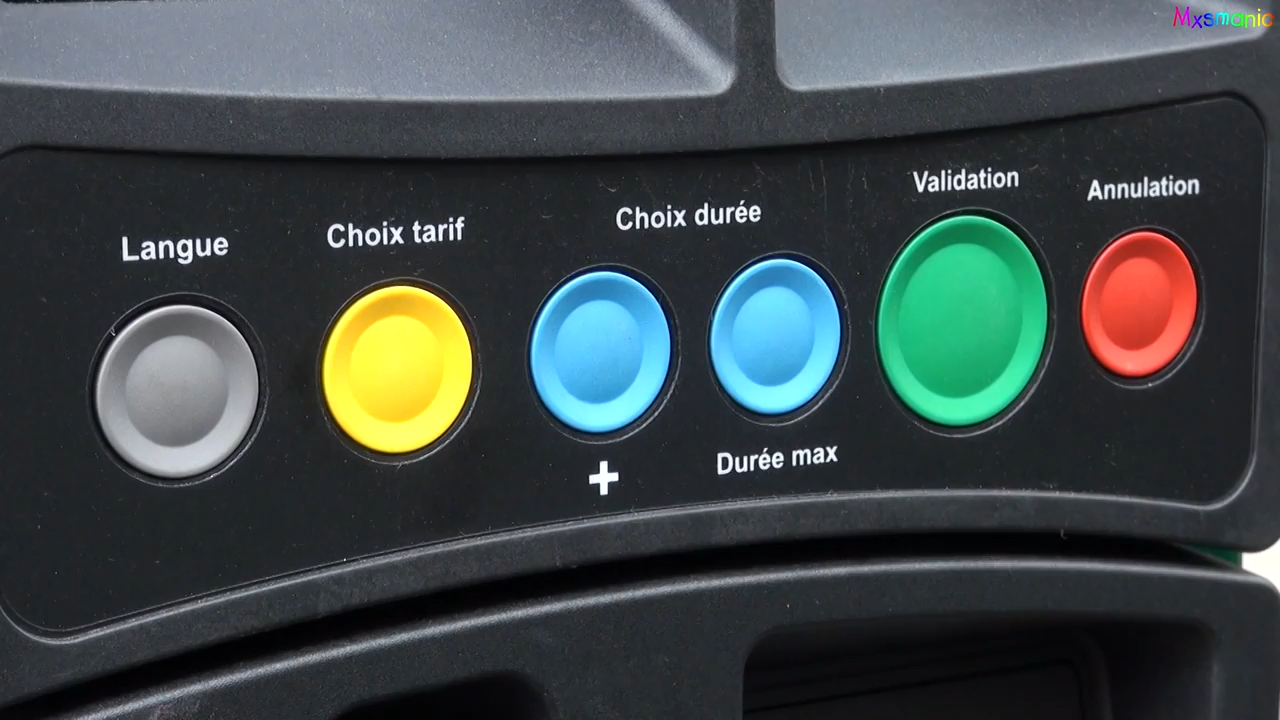 Mxsmanic
Langue
Choix tarif
Choix durée
Validation
Annulation
+
Durée max